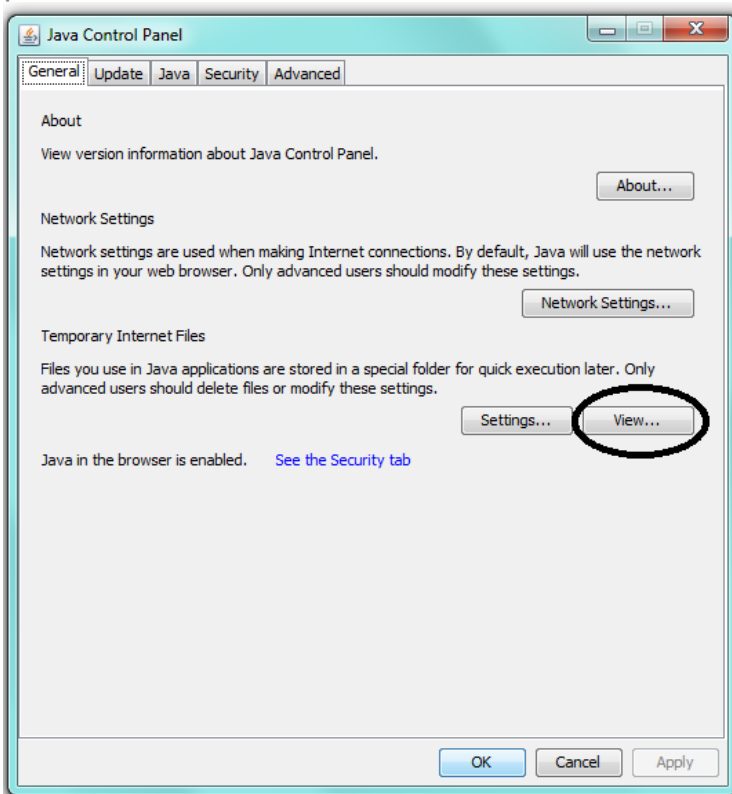 Java Control Panel
General Update Java Security Advanced
About
View version information about Java Control Panel.
About...
Network Settings
Network settings are used when making Internet connections. By default, Java will use the network
settings in your web browser. Only advanced users should modify these settings.
Network Settings...
Temporary Internet Files
Files you use in Java applications are stored in a special folder for quick execution later. Only
advanced users should delete files or modify these settings.
Settings... View...
Java in the browser is enabled. See the Security tab
OK Cancel Apply